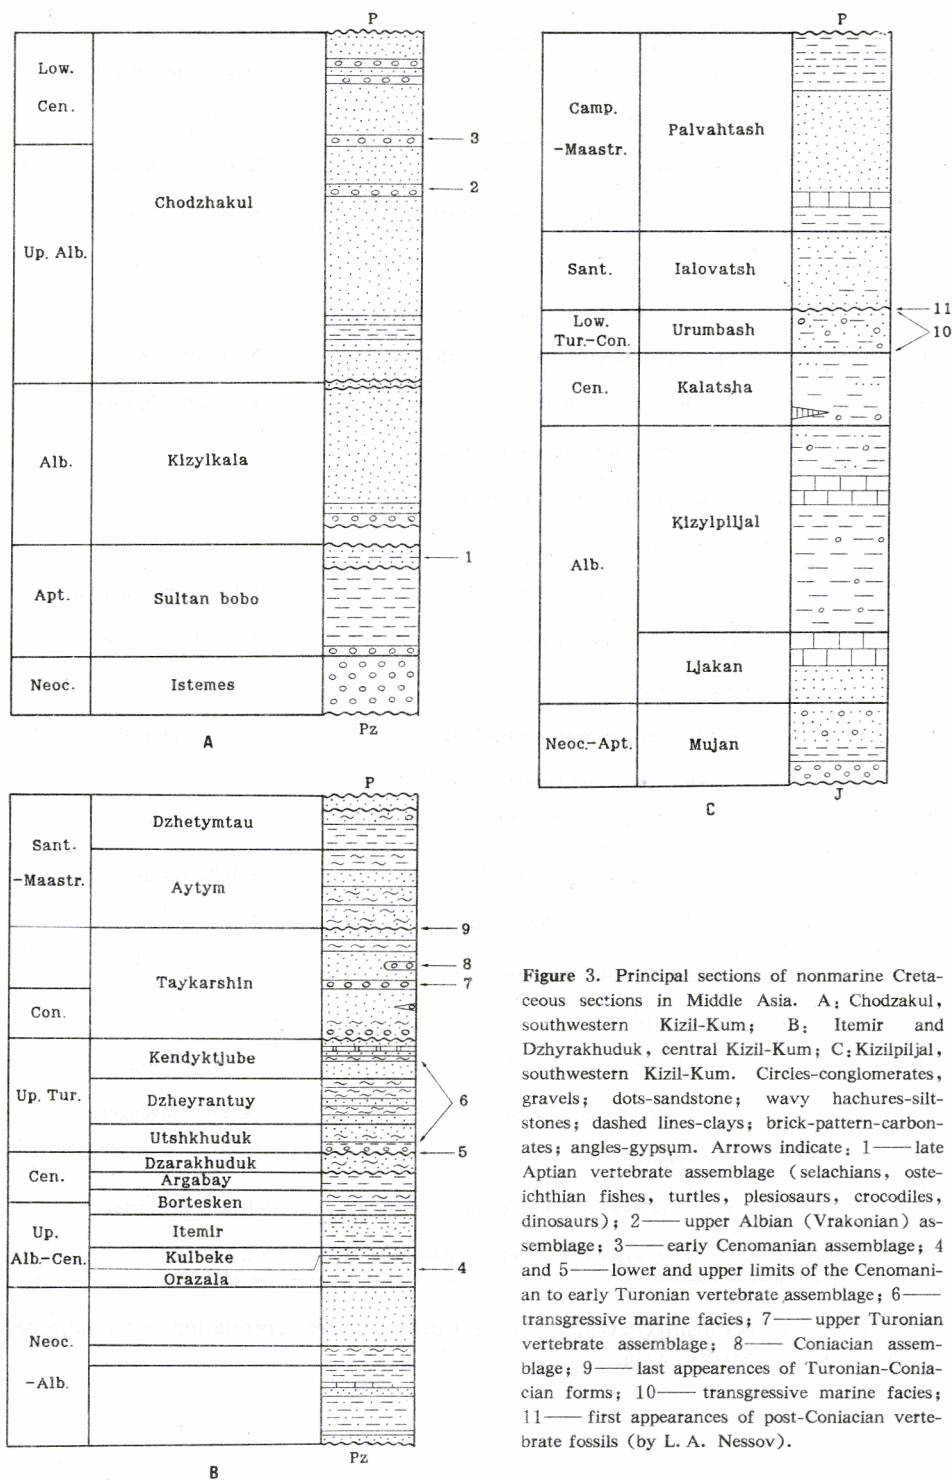 P
Low.
Cen.
3
2
Chodzhakul
Up. Alb.
Alb.
Kizylkala
1
Apt.
Sultan bobo
Neoc.
Istemes
Pz
A
P
Camp.
-Maastr.
Palvahtash
Sant.
Ialovatsh
11
Low.
Tur.-Con.
Urumbash
10
Cen.
Kalatsha
Kizylpiljal
Alb.
Ljakan
Neoc.-Apt.
Mujan
J
C
P
Dzhetymtau
Sant.
-Maastr.
Aytym
9
8
7
Taykarshin
Con.
Kendyktjube
Up. Tur.
Dzheyrantuy
6
Utshkhuduk
5
Dzarakhuduk
Cen.
Argabay
Bortesken
Up.
Alb.-Cen.
Itemir
Kulbeke
4
Orazala
Neoc.
-Alb.
Pz
B
Figure 3. Principal sections of nonmarine Creta-
ceous sections in Middle Asia. A: Chodzakul,
southwestern Kizil-Kum; B: Itemir and
Dzhyrakhuduk, central Kizil-Kum; C: Kizilpiljal,
southwestern Kizil-Kum. Circles-conglomerates,
gravels; dots-sandstone; wavy hachures-silt-
stones; dashed lines-clays; brick-pattern-carbon-
ates; angles-gypsum. Arrows indicate: 1——late
Aptian vertebrate assemblage (selachians, oste-
ichthian fishes, turtles, plesiosaurs, crocodiles,
dinosaurs); 2——upper Albian (Vrakonian) as-
semblage; 3——early Cenomanian assemblage; 4
and 5——lower and upper limits of the Cenomani-
an to early Turonian vertebrate assemblage; 6——
transgressive marine facies; 7——upper Turonian
vertebrate assemblage; 8—— Coniacian assem-
blage; 9——last appearences of Turonian-Conia-
cian forms; 10—— transgressive marine facies;
11——first appearances of post-Coniacian verte-
brate fossils (by L. A. Nessov).